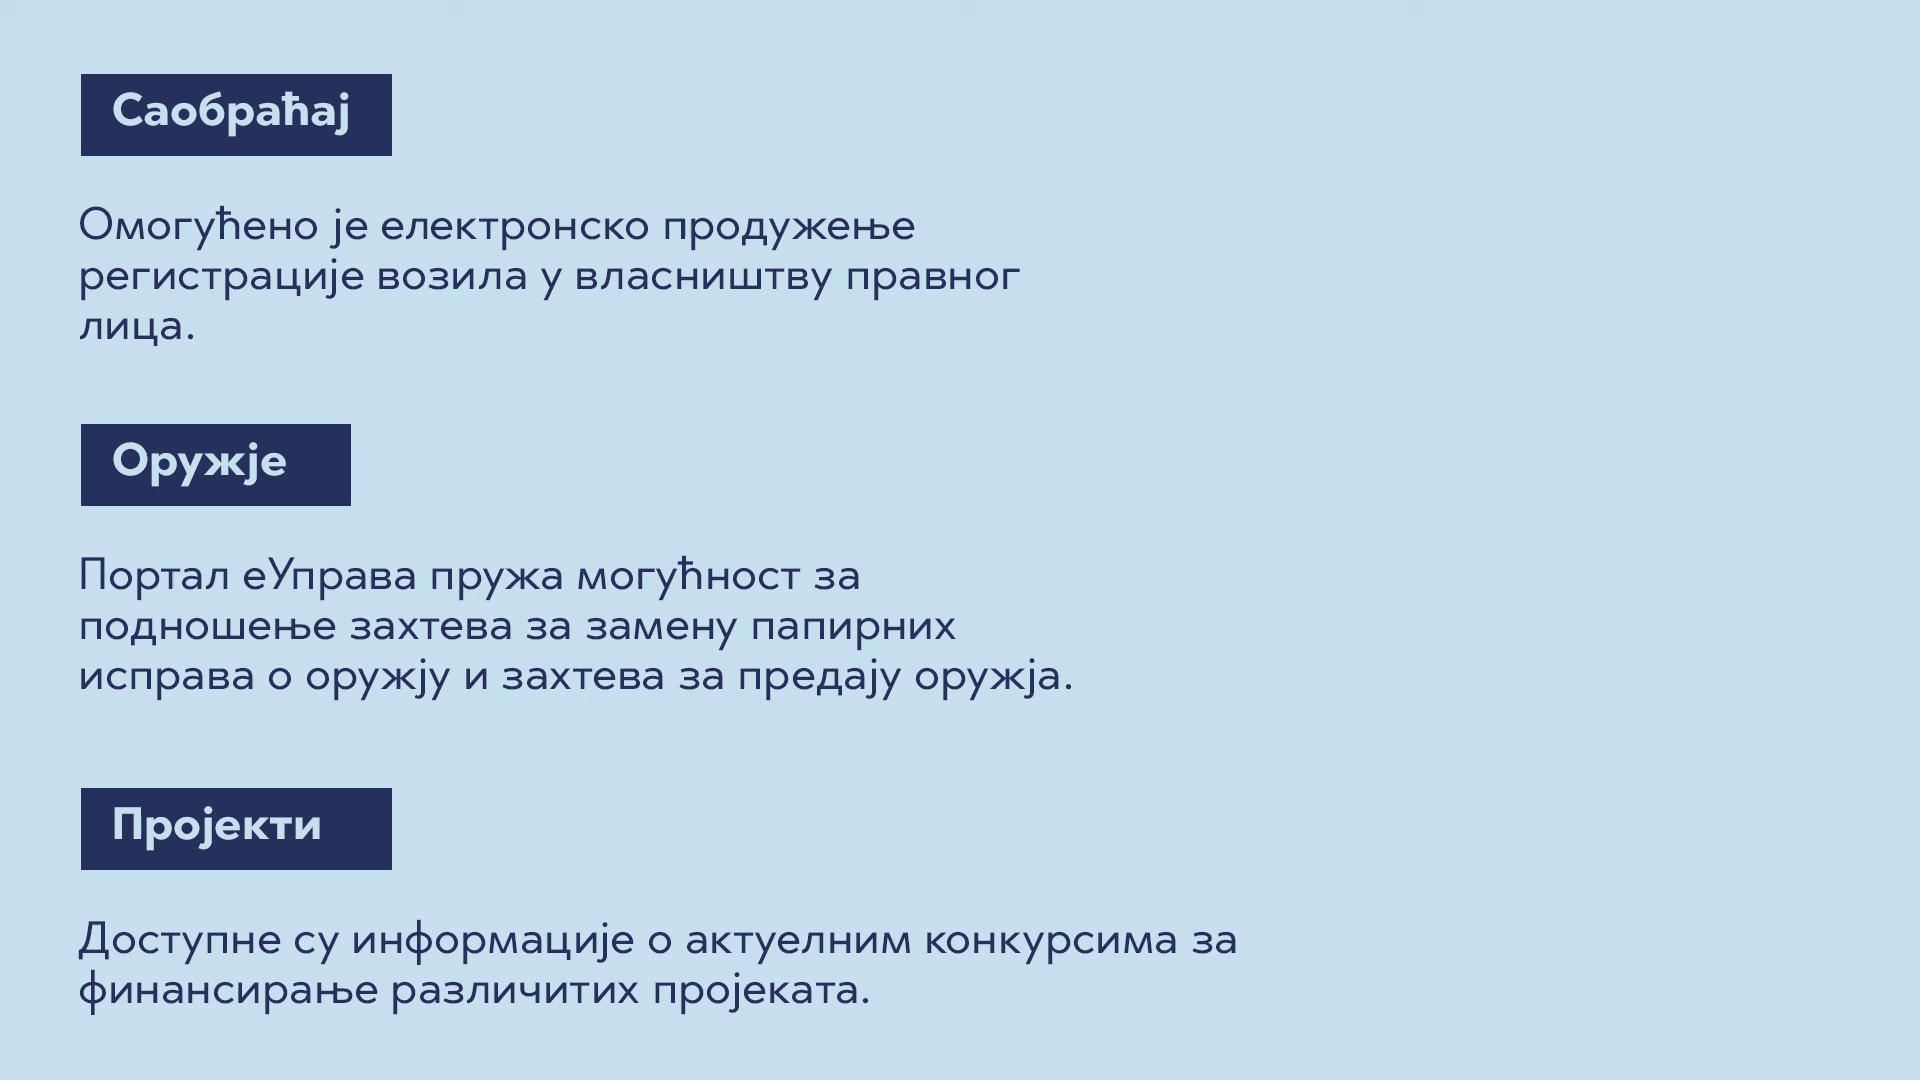 Саобраћај
Омогућено је електронско продужење
регистрације возила у власништву правног
лица.
Оружје
Портал еУправа пружа могућност за
подношење захтева за замену папирних
исправа о оружју и захтева за предају оружја.
Пројекти
Доступне су информације о актуелним конкурсима за
финансирање различитих пројеката.